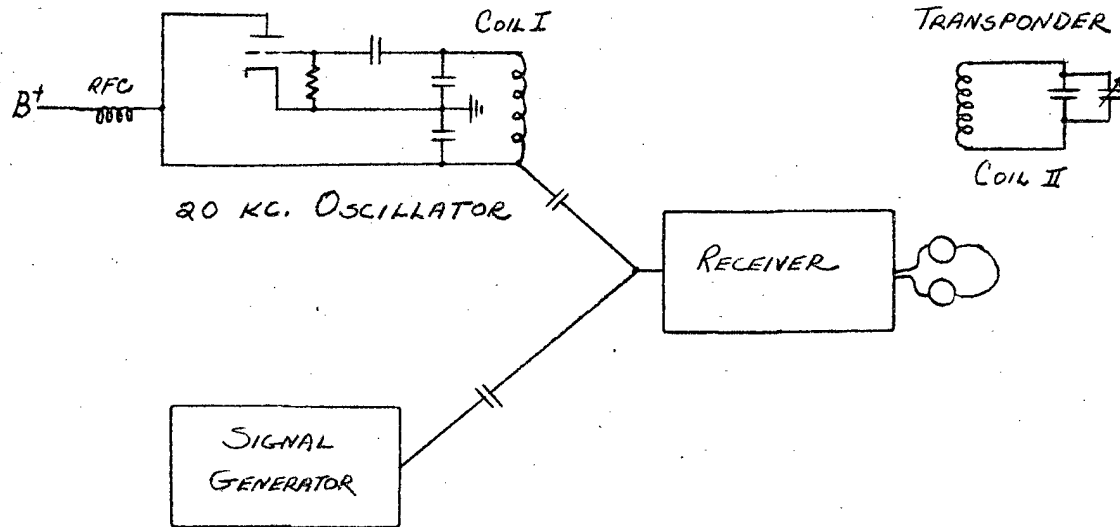 COIL I
TRANSPONDER
RFC
B+
COIL II
20 KC. OSCILLATOR
RECEIVER
SIGNAL
GENERATOR